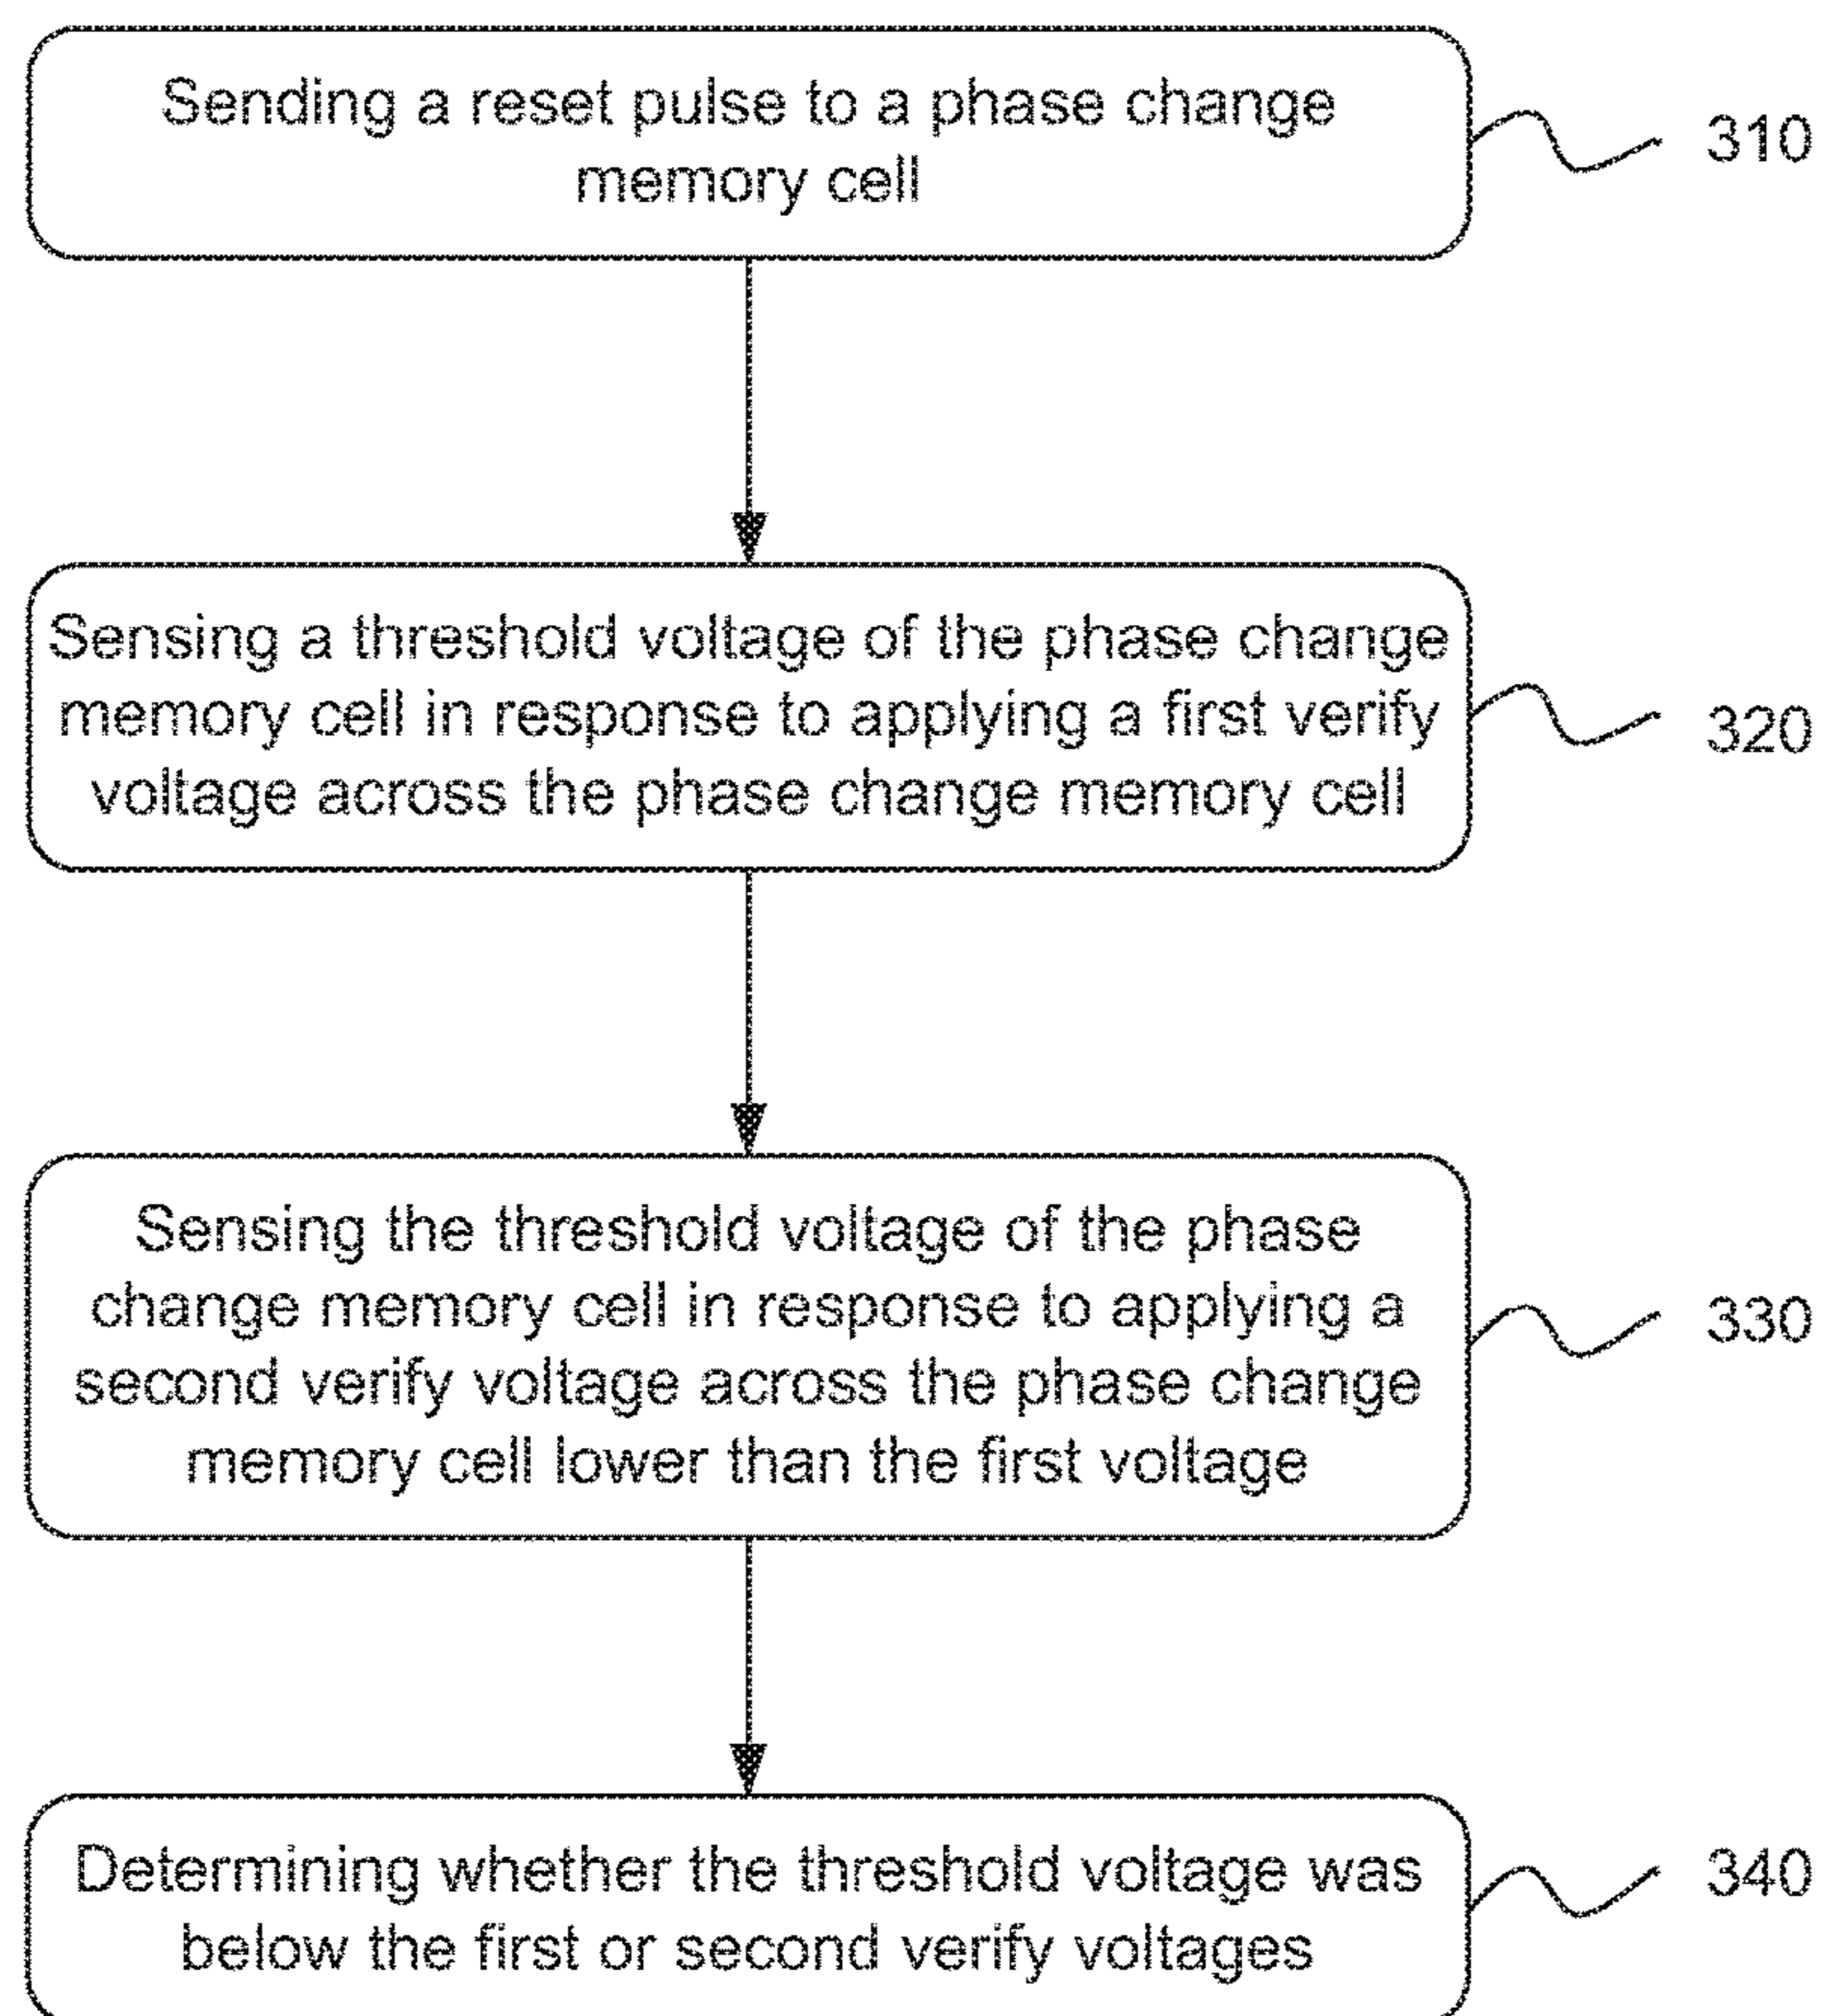 Sending a reset pulse to a phase change
memory cell
310
Sensing a threshold voltage of the phase change
memory cell in response to applying a first verify
voltage across the phase change memory cell
320
Sensing the threshold voltage of the phase
change memory cell in response to applying a
second verify voltage across the phase change
memory cell lower than the first voltage
330
Determining whether the threshold voltage was
below the first or second verify voltages
340